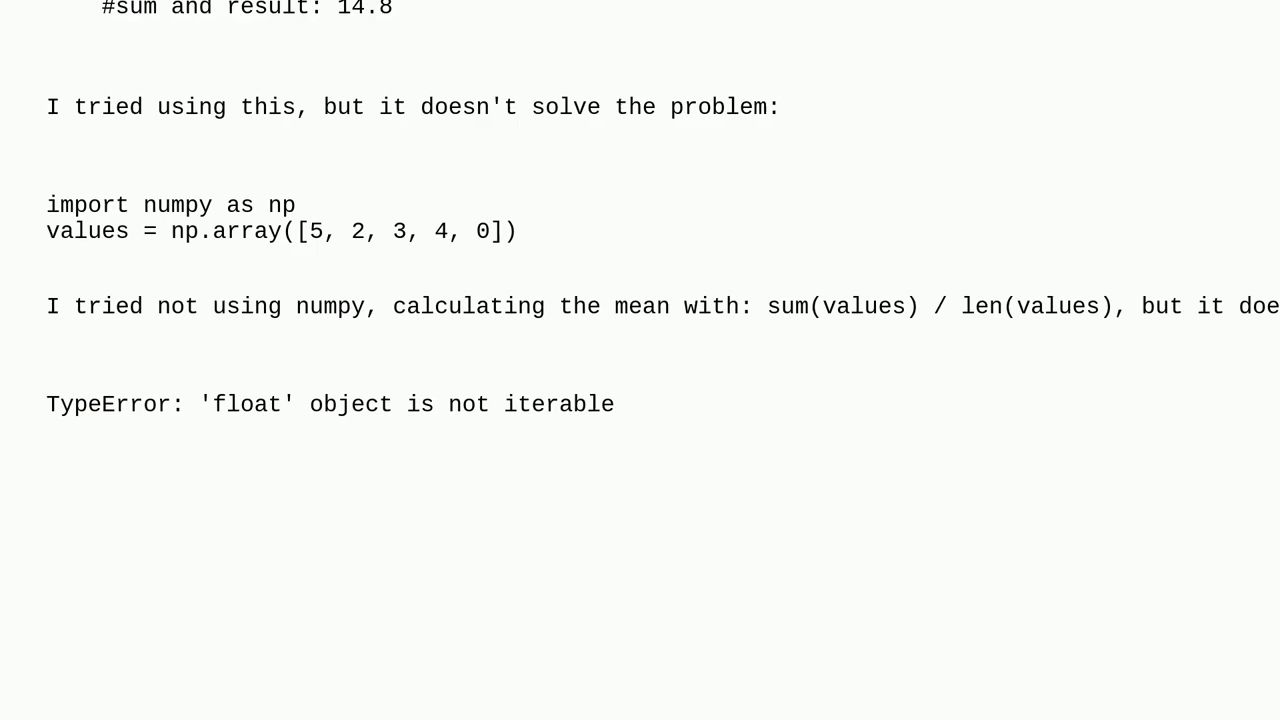 #sum and result: 14.8
I tried using this, but it doesn't solve the problem:
import numpy as np
values = np.array([5, 2, 3, 4, 0])
I tried not using numpy, calculating the mean with: sum(values) / len(values), but it doe
TypeError: 'float' object is not iterable